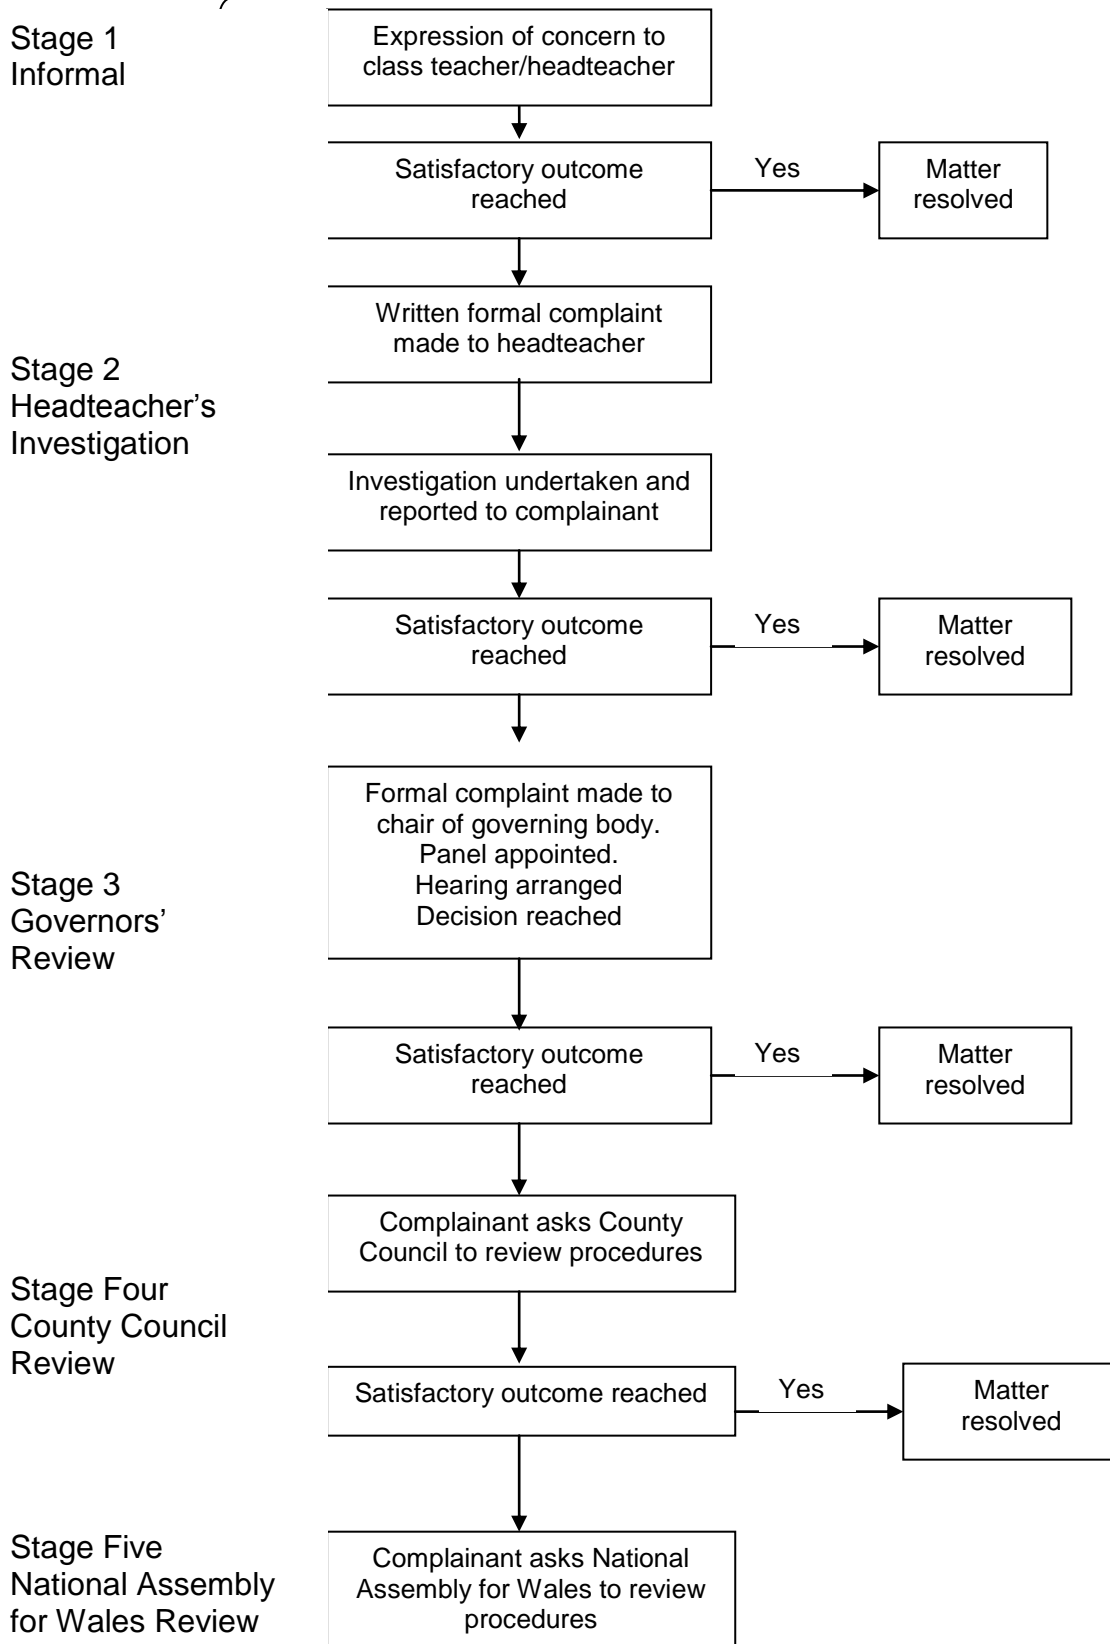 Stage 1
Informal
Expression of concern to
class teacher/headteacher
Satisfactory outcome
reached
Yes
Matter
resolved
Written formal complaint
made to headteacher
Stage 2
Headteacher’s
Investigation
Investigation undertaken and
reported to complainant
Satisfactory outcome
reached
Yes
Matter
resolved
Formal complaint made to
chair of governing body.
Panel appointed.
Hearing arranged
Decision reached
Stage 3
Governors’
Review
Satisfactory outcome
reached
Yes
Matter
resolved
Complainant asks County
Council to review procedures
Stage Four
County Council
Review
Satisfactory outcome reached
Yes
Matter
resolved
Stage Five
National Assembly
for Wales Review
Complainant asks National
Assembly for Wales to review
procedures